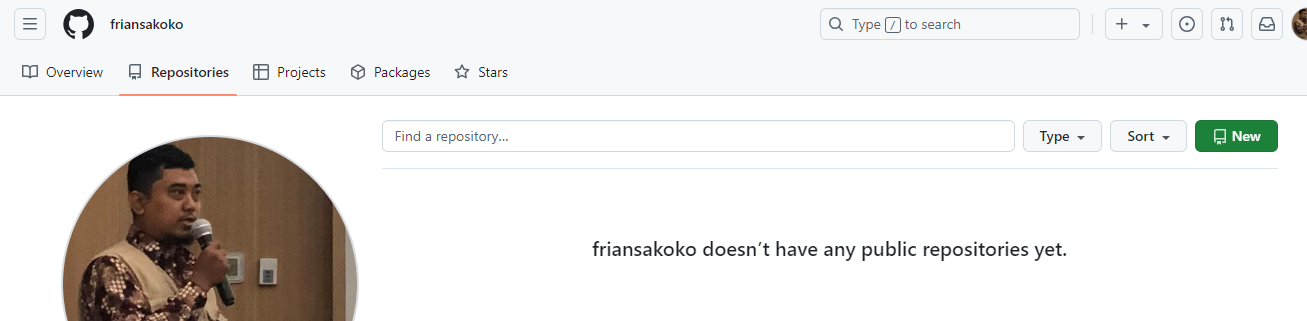 friansakoko
Type / to search
Overview
Repositories
Projects
Packages
Stars
Find a repository...
Type
Sort
New
friansakoko doesn't have any public repositories yet.